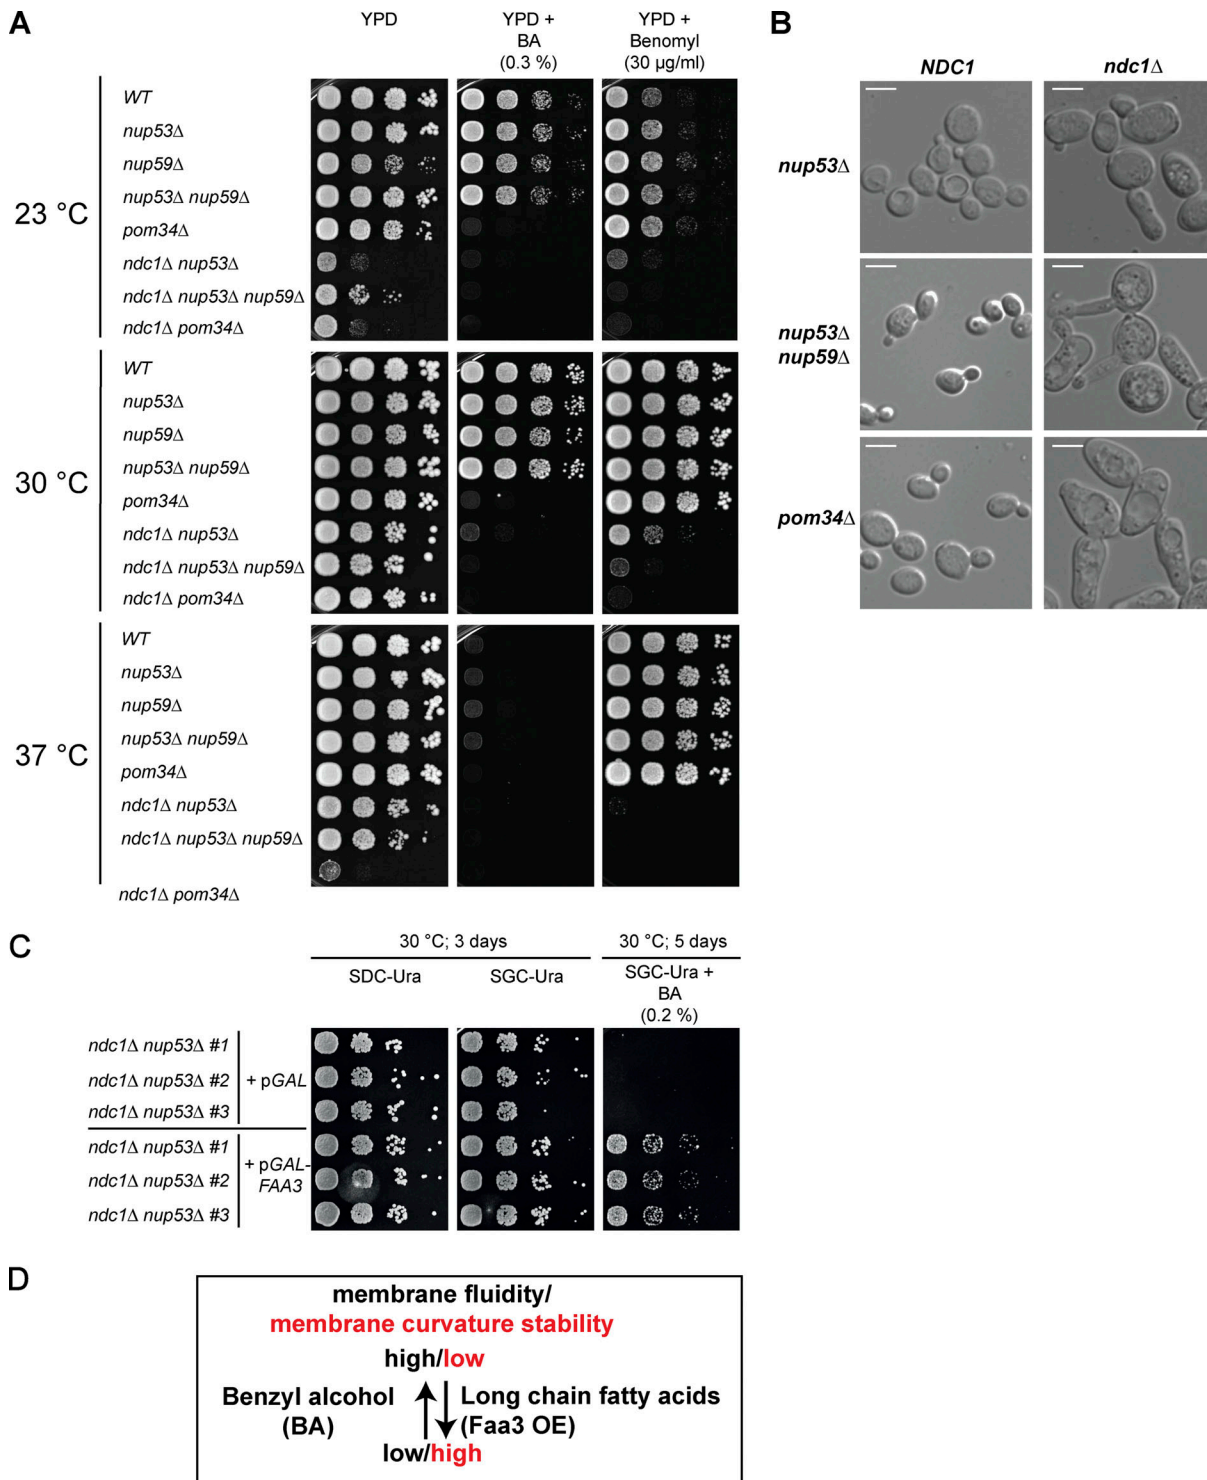 A
YPD
YPD +
BA
(0.3 %)
YPD +
Benomyl
(30 µg/ml)
23 °C
WT
nup53Δ
nup59Δ
nup53Δ nup59Δ
pom34Δ
ndc1Δ nup53Δ
ndc1Δ nup53Δ nup59Δ
ndc1Δ pom34Δ
30 °C
WT
nup53Δ
nup59Δ
nup53Δ nup59Δ
pom34Δ
ndc1Δ nup53Δ
ndc1Δ nup53Δ nup59Δ
ndc1Δ pom34Δ
37 °C
WT
nup53Δ
nup59Δ
nup53Δ nup59Δ
pom34Δ
ndc1Δ nup53Δ
ndc1Δ nup53Δ nup59Δ
ndc1Δ pom34Δ
B
NDC1
ndc1Δ
nup53Δ
nup53Δ
nup59Δ
pom34Δ
C
30 °C; 3 days
30 °C; 5 days
SDC-Ura
SGC-Ura
SGC-Ura +
BA
(0.2 %)
ndc1Δ nup53Δ #1
ndc1Δ nup53Δ #2
ndc1Δ nup53Δ #3
+ pGAL
ndc1Δ nup53Δ #1
ndc1Δ nup53Δ #2
ndc1Δ nup53Δ #3
+ pGAL-
FAA3
D
membrane fluidity/
membrane curvature stability
high/low
Benzyl alcohol
(BA)
Long chain fatty acids
(Faa3 OE)
low/high